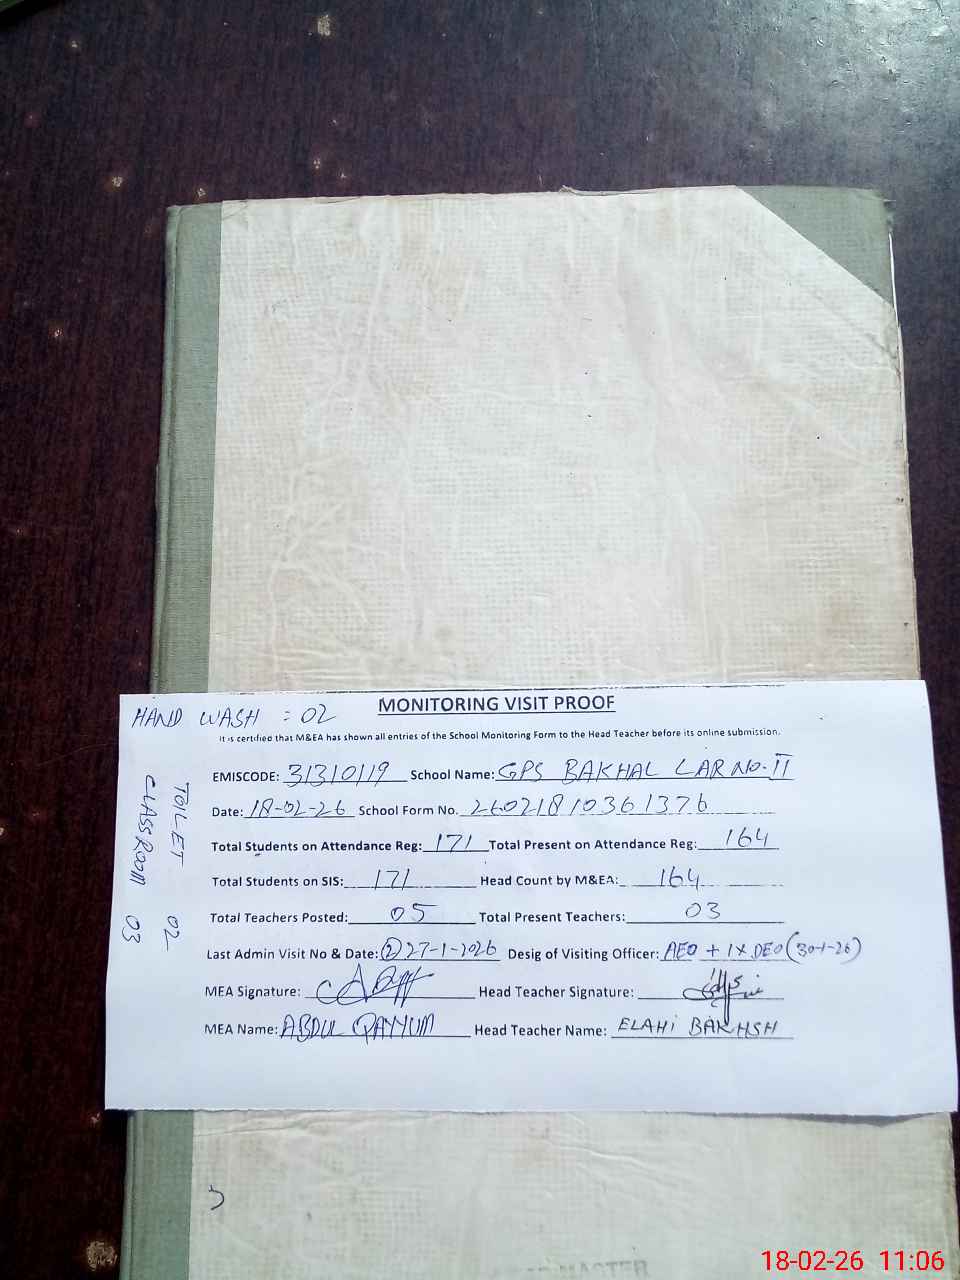 MONITORING VISIT PROOF
HAND WASH = 02
It is certified that M&EA has shown all entries of the School Monitoring Form to the Head Teacher before its online submission.
EMISCODE: 31310119 School Name: GPS BAKHAL LAR NO-II
Date: 18-02-26 School Form No. 26021810361376
Total Students on Attendance Reg: 171 Total Present on Attendance Reg: 164
Total Students on SIS: 171 Head Count by M&EA: 164
Total Teachers Posted: 05 Total Present Teachers: 03
Last Admin Visit No & Date: (2) 27-1-2026 Desig of Visiting Officer: AEO + 1x DEO (30-1-26)
MEA Signature: Head Teacher Signature:
MEA Name: ABDUL QAYYUM Head Teacher Name: ELAHI BAKHSH
TOILET 02
CLASSROOM 03
MASTER
18-02-26 11:06